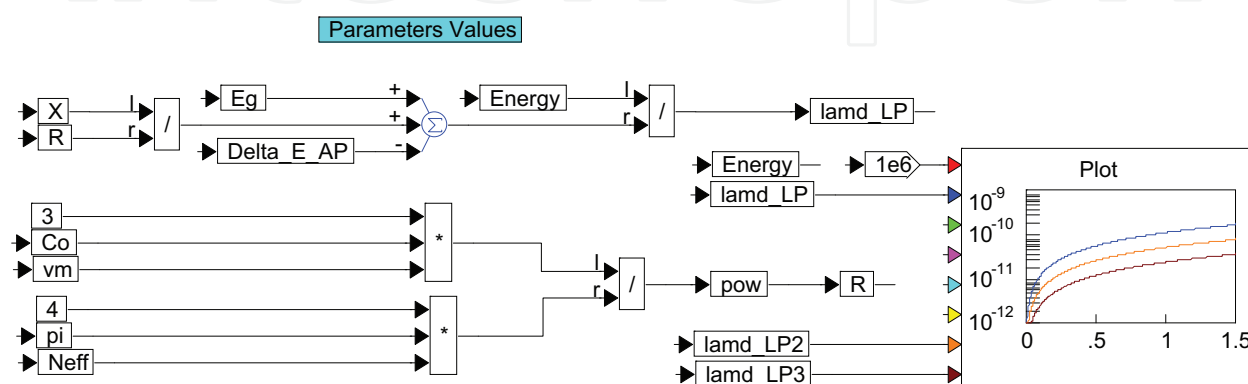 Parameters Values
X
R
l
r
/
Eg
Delta_E_AP
+
+
-
Σ
Energy
l
r
/
lamd_LP
Energy
1e6
lamd_LP
3
Co
vm
*
4
pi
Neff
*
l
r
/
pow
R
lamd_LP2
lamd_LP3
Plot
10-9
10-10
10-11
10-12
0 .5 1 1.5